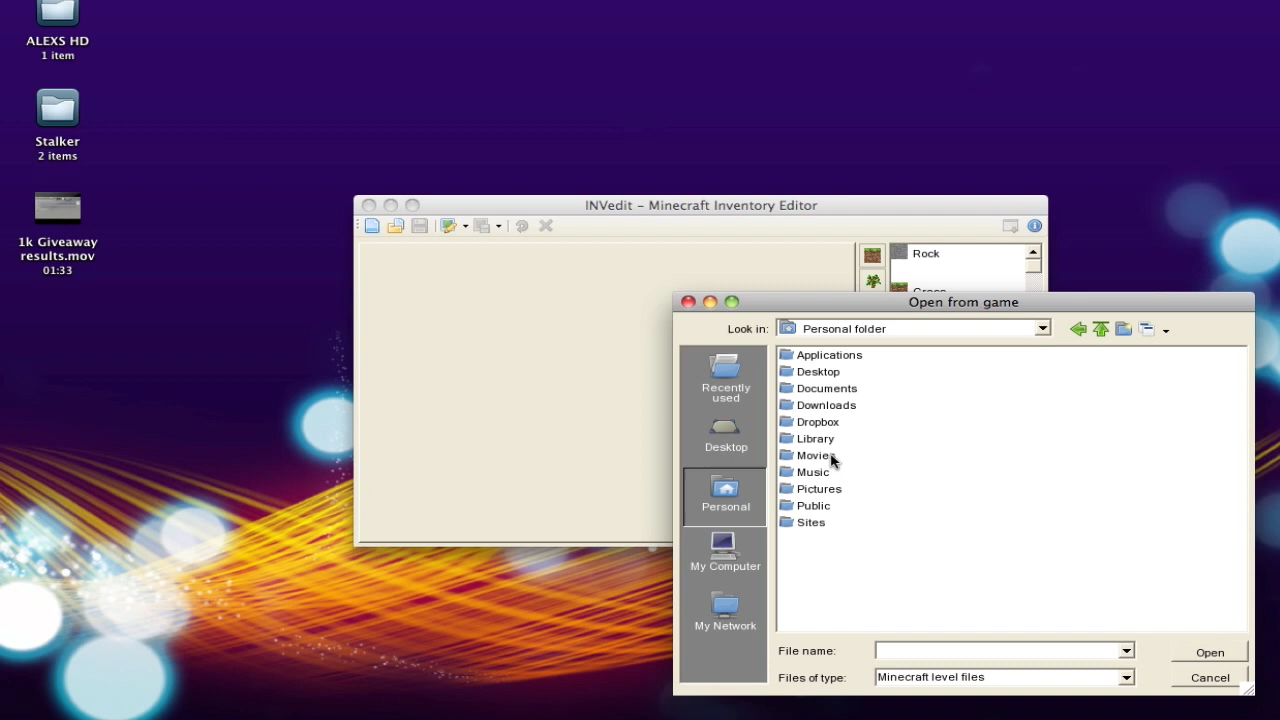 ALEXS HD
1 item
Stalker
2 items
1k Giveaway
results.mov
01:33
INVedit – Minecraft Inventory Editor
Rock
Open from game
Look in:
Personal folder
Recently
used
Desktop
Personal
My Computer
My Network
Applications
Desktop
Documents
Downloads
Dropbox
Library
Movies
Music
Pictures
Public
Sites
File name:
Open
Files of type:
Minecraft level files
Cancel